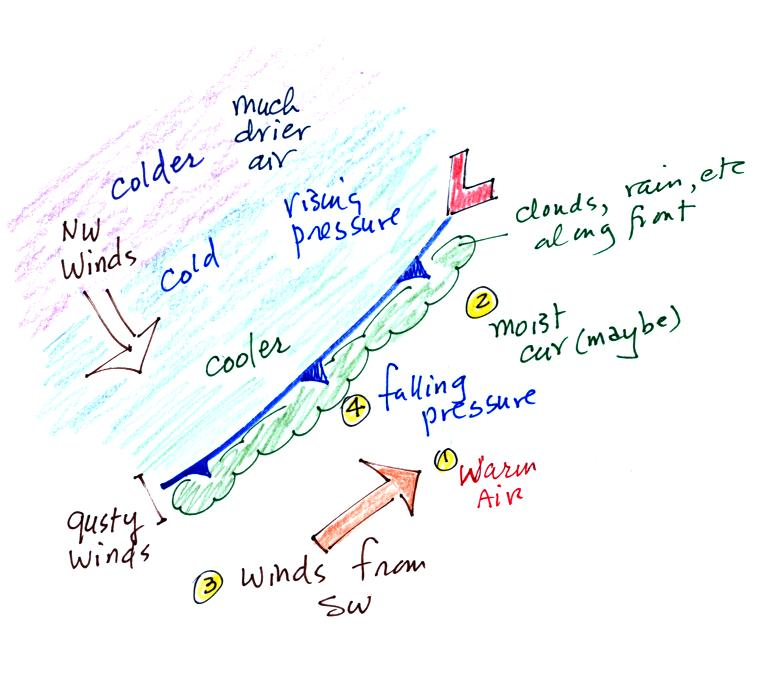 much
drier
air
colder
L
rising
pressure
clouds, rain, etc
along front
NW
Winds
cold
②
moist
air (maybe)
cooler
④ falling
pressure
①
Warm
Air
gusty
Winds
③ Winds from
SW